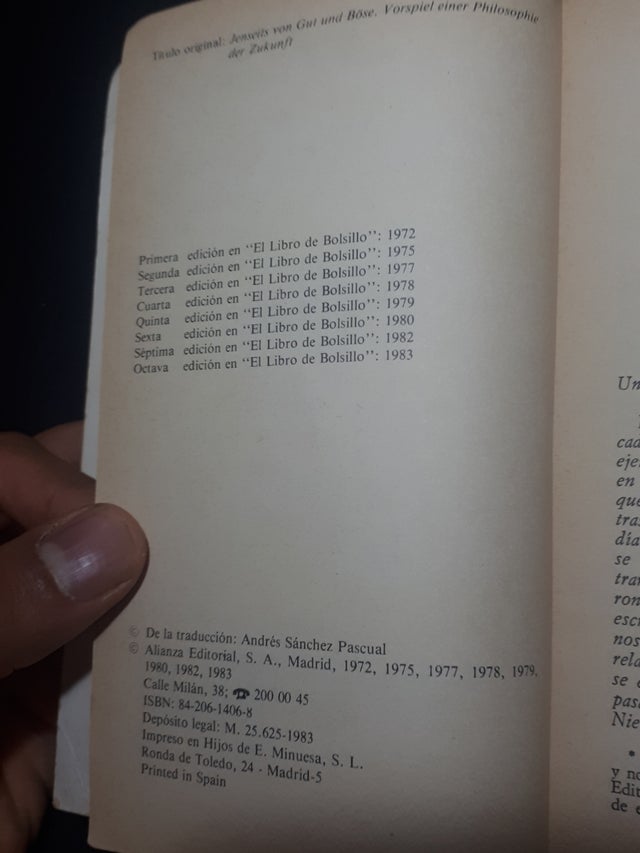 Título original: Jenseits von Gut und Böse. Vorspiel einer Philosophie
der Zukunft
Primera edición en "El Libro de Bolsillo": 1972
Segunda edición en "El Libro de Bolsillo": 1975
Tercera edición en "El Libro de Bolsillo": 1977
Cuarta edición en "El Libro de Bolsillo": 1978
Quinta edición en "El Libro de Bolsillo": 1979
Sexta edición en "El Libro de Bolsillo": 1980
Séptima edición en "El Libro de Bolsillo": 1982
Octava edición en "El Libro de Bolsillo": 1983
© De la traducción: Andrés Sánchez Pascual
© Alianza Editorial, S. A., Madrid, 1972, 1975, 1977, 1978, 1979,
1980, 1982, 1983
Calle Milán, 38; ☎ 200 00 45
ISBN: 84-206-1406-8
Depósito legal: M. 25.625-1983
Impreso en Hijos de E. Minuesa, S. L.
Ronda de Toledo, 24 - Madrid-5
Printed in Spain
Un
cad
eje
en
que
tra
día
se
tra
ron
escr
nos
rela
se
pas
Nie
*
y no
Edit
de